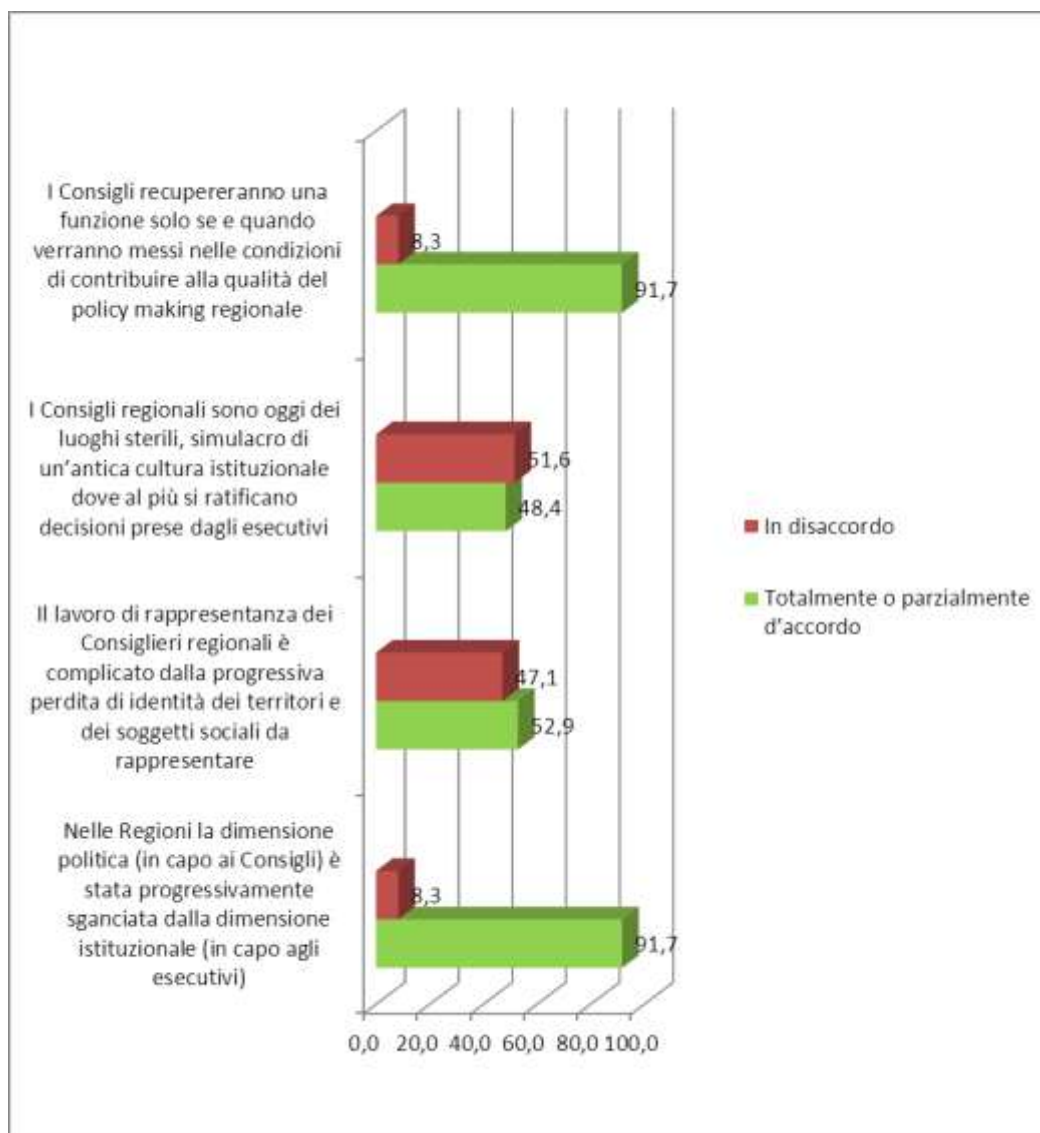 I Consigli recupereranno una
funzione solo se e quando
verranno messi nelle condizioni
di contribuire alla qualità del
policy making regionale
8,3
91,7
I Consigli regionali sono oggi dei
luoghi sterili, simulacro di
un'antica cultura istituzionale
dove al più si ratificano
decisioni prese dagli esecutivi
51,6
48,4
In disaccordo
Totalmente o parzialmente
d'accordo
Il lavoro di rappresentanza dei
Consiglieri regionali è
complicato dalla progressiva
perdita di identità dei territori e
dei soggetti sociali da
rappresentare
47,1
52,9
Nelle Regioni la dimensione
politica (in capo ai Consigli) è
stata progressivamente
sganciata dalla dimensione
istituzionale (in capo agli
esecutivi)
8,3
91,7
0,0 20,0 40,0 60,0 80,0 100,0